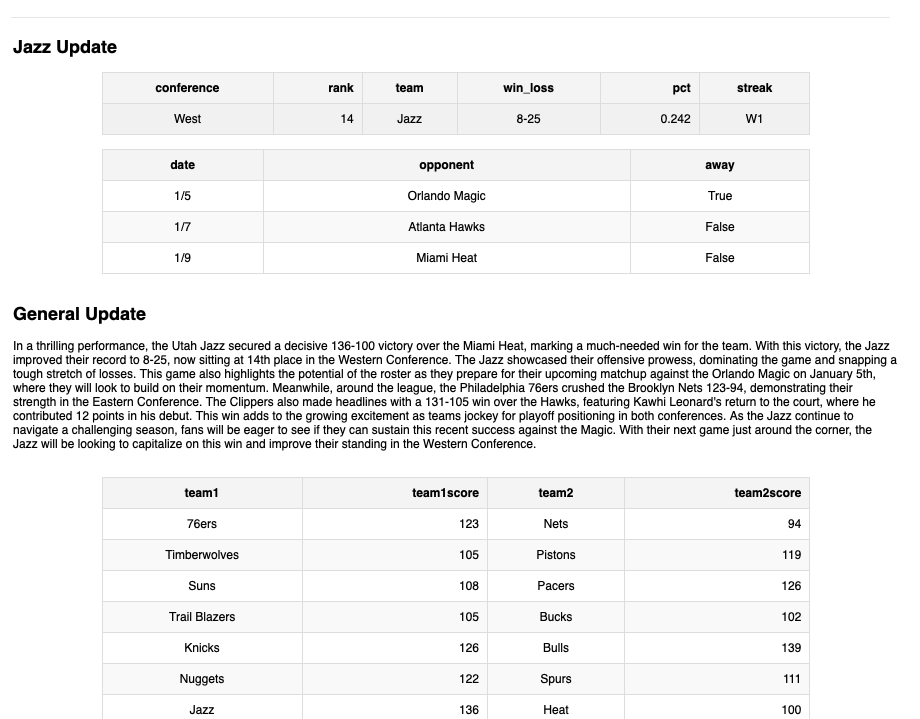 Jazz Update
conference rank team win_loss pct streak
West 14 Jazz 8-25 0.242 W1
date opponent away
1/5 Orlando Magic True
1/7 Atlanta Hawks False
1/9 Miami Heat False
General Update
In a thrilling performance, the Utah Jazz secured a decisive 136-100 victory over the Miami Heat, marking a much-needed win for the team. With this victory, the Jazz
improved their record to 8-25, now sitting at 14th place in the Western Conference. The Jazz showcased their offensive prowess, dominating the game and snapping a
tough stretch of losses. This game also highlights the potential of the roster as they prepare for their upcoming matchup against the Orlando Magic on January 5th,
where they will look to build on their momentum. Meanwhile, around the league, the Philadelphia 76ers crushed the Brooklyn Nets 123-94, demonstrating their
strength in the Eastern Conference. The Clippers also made headlines with a 131-105 win over the Hawks, featuring Kawhi Leonard's return to the court, where he
contributed 12 points in his debut. This win adds to the growing excitement as teams jockey for playoff positioning in both conferences. As the Jazz continue to
navigate a challenging season, fans will be eager to see if they can sustain this recent success against the Magic. With their next game just around the corner, the
Jazz will be looking to capitalize on this win and improve their standing in the Western Conference.
team1 team1score team2 team2score
76ers 123 Nets 94
Timberwolves 105 Pistons 119
Suns 108 Pacers 126
Trail Blazers 105 Bucks 102
Knicks 126 Bulls 139
Nuggets 122 Spurs 111
Jazz 136 Heat 100